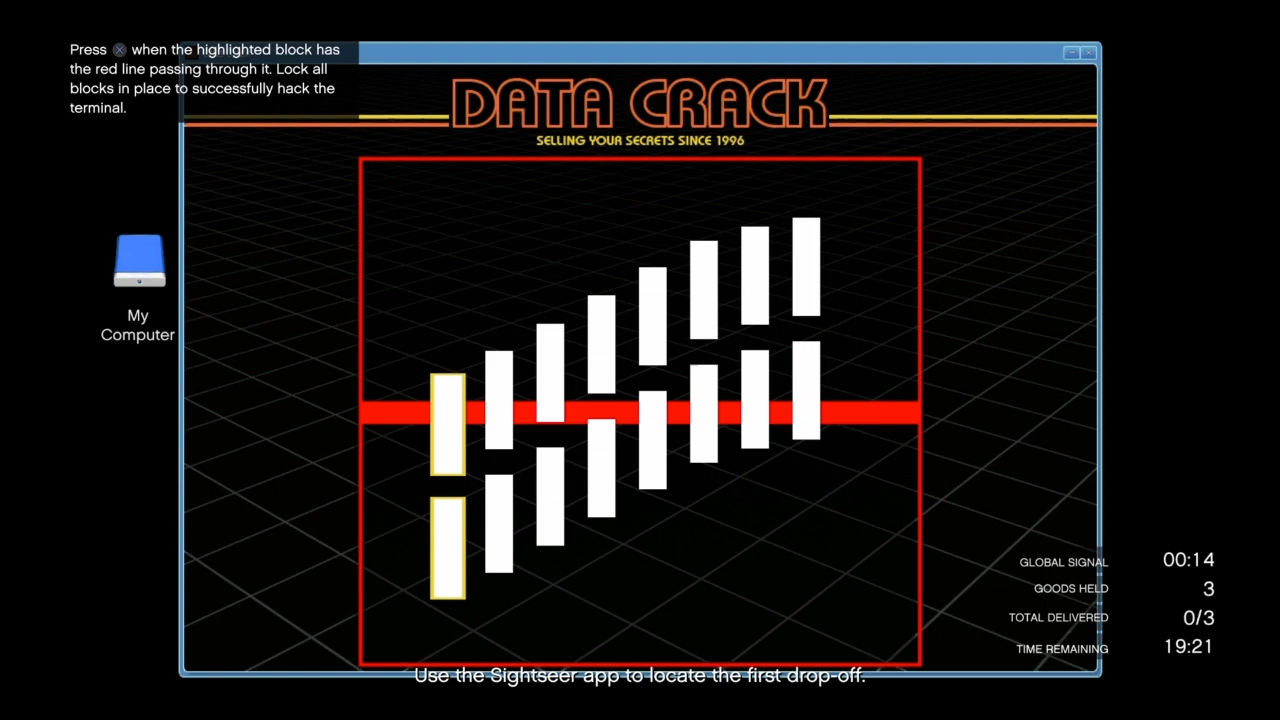 Press ⓧ when the highlighted block has
the red line passing through it. Lock all
blocks in place to successfully hack the
terminal.
DATA CRACK
SELLING YOUR SECRETS SINCE 1996
My
Computer
GLOBAL SIGNAL 00:14
GOODS HELD 3
TOTAL DELIVERED 0/3
TIME REMAINING 19:21
Use the Sightseer app to locate the first drop-off.